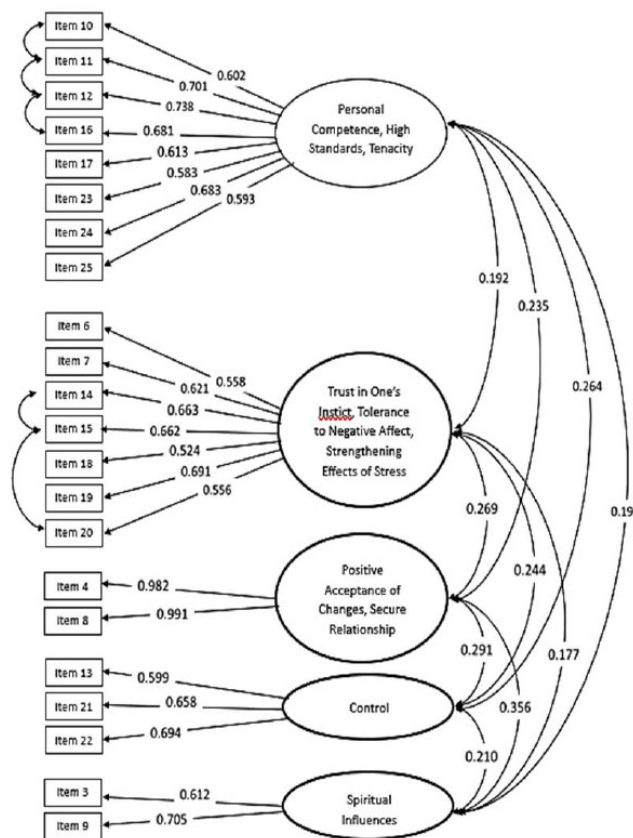 Item 10
Item 11
Item 12
Item 16
Item 17
Item 23
Item 24
Item 25
0.602
0.701
0.738
0.681
0.613
0.583
0.683
0.593
Personal
Competence, High
Standards, Tenacity
0.192
0.235
0.264
0.19
Item 6
Item 7
Item 14
Item 15
Item 18
Item 19
Item 20
0.558
0.621
0.663
0.662
0.524
0.691
0.556
Trust in One's
Instict, Tolerance
to Negative Affect,
Strengthening
Effects of Stress
0.269
0.244
0.177
Item 4
Item 8
0.982
0.991
Positive
Acceptance of
Changes, Secure
Relationship
0.291
0.356
Item 13
Item 21
Item 22
0.599
0.658
0.694
Control
0.210
Item 3
Item 9
0.612
0.705
Spiritual
Influences